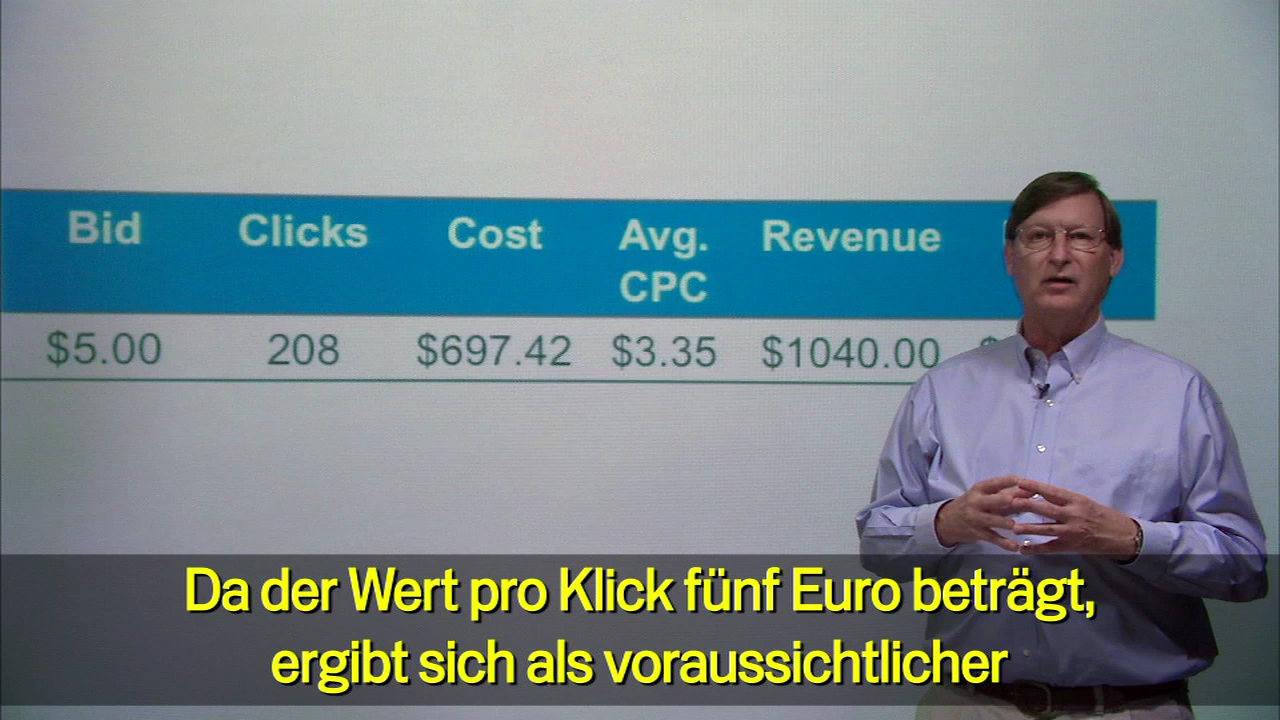 Bid Clicks Cost Avg. CPC Revenue
$5.00 208 $697.42 $3.35 $1040.00 $
Da der Wert pro Klick fünf Euro beträgt,
ergibt sich als voraussichtlicher